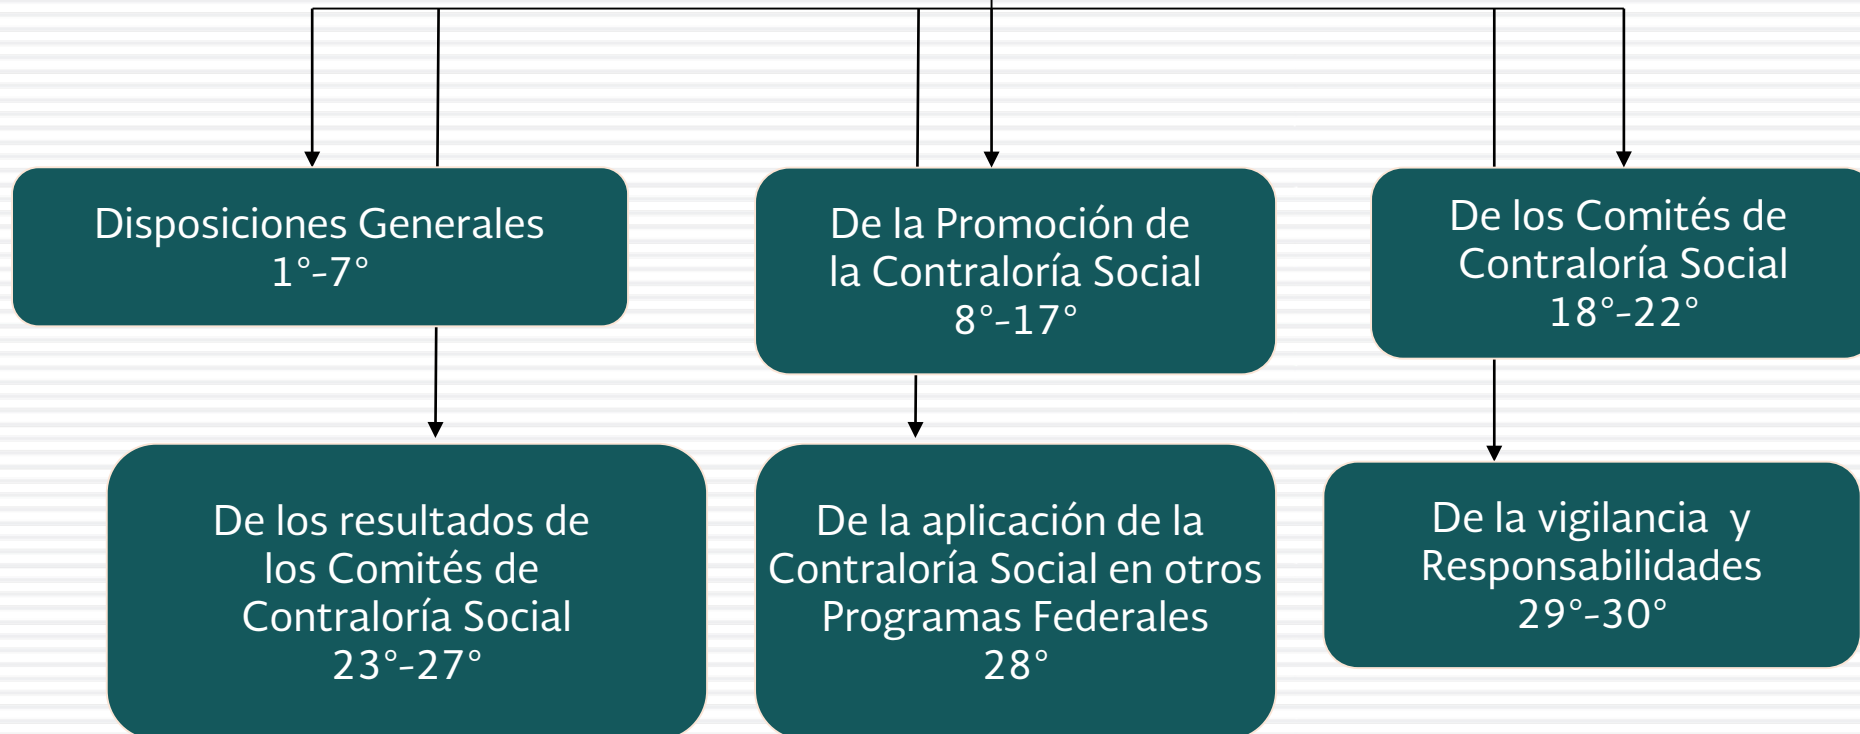 Disposiciones Generales
1°-7°
De la Promoción de
la Contraloría Social
8°-17°
De los Comités de
Contraloría Social
18°-22°
De los resultados de
los Comités de
Contraloría Social
23°-27°
De la aplicación de la
Contraloría Social en otros
Programas Federales
28°
De la vigilancia y
Responsabilidades
29°-30°